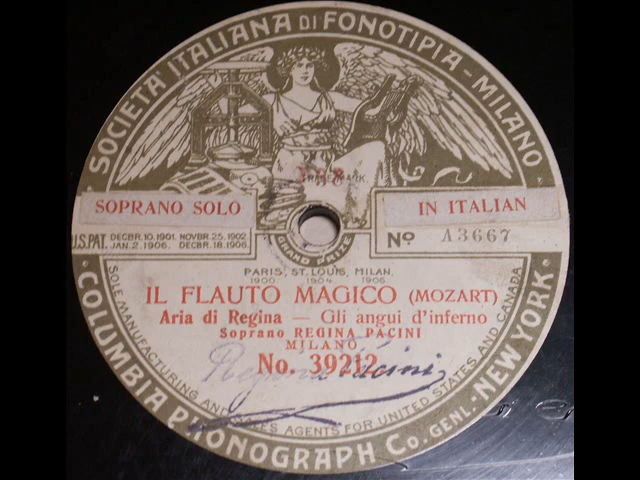 SOCIETÀ ITALIANA DI FONOTIPIA - MILANO
TRADE MARK.
SOPRANO SOLO
IN ITALIAN
U.S. PAT. DECBR. 10. 1901. NOVBR. 25. 1902
JAN. 2. 1906. DECBR. 18. 1906.
No A3667
GRAND PRIZE
PARIS, ST. LOUIS, MILAN.
1900. 1904. 1906.
IL FLAUTO MAGICO (MOZART)
Aria di Regina — Gli angui d'inferno
Soprano REGINA PACINI
MILANO
No. 39212
Regina Pacini
SOLE MANUFACTURING AND SALES AGENTS FOR UNITED STATES AND CANADA
COLUMBIA PHONOGRAPH Co. GENL. - NEW YORK